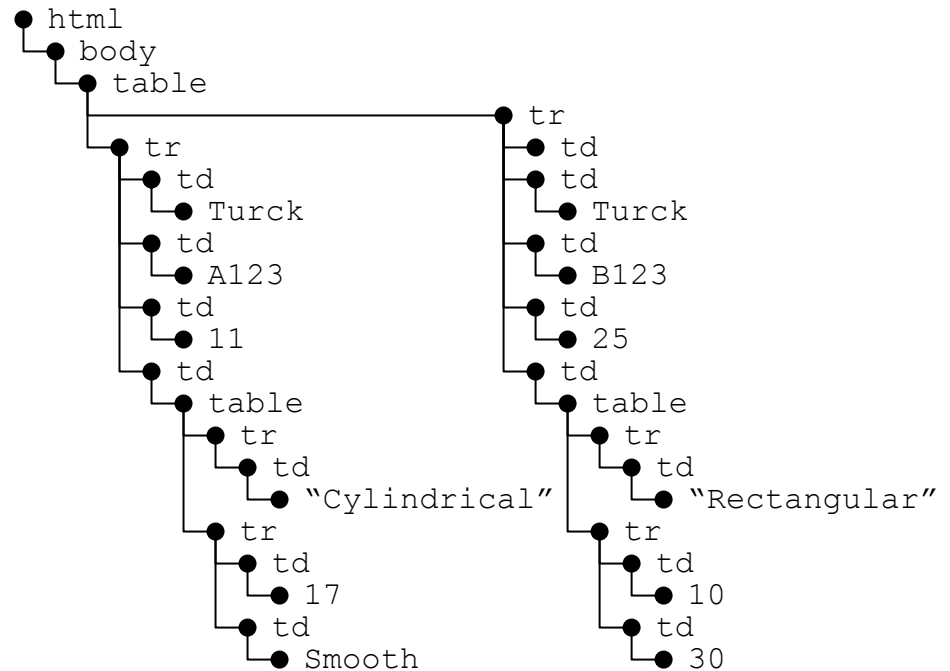 html
body
table
tr
tr td
td td
Turck Turck
td td
A123 B123
td td
11 25
td td
table table
tr tr
td td
“Cylindrical” “Rectangular”
tr tr
td td
17 10
td td
Smooth 30